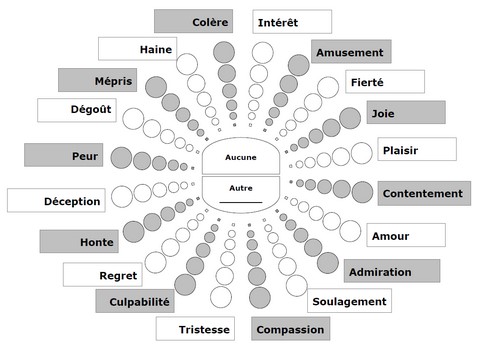 Colère
Intérêt
Haine
Amusement
Mépris
Fierté
Dégoût
Joie
Peur
Plaisir
Aucune
Autre
Déception
Contentement
Honte
Amour
Regret
Admiration
Culpabilité
Soulagement
Tristesse
Compassion